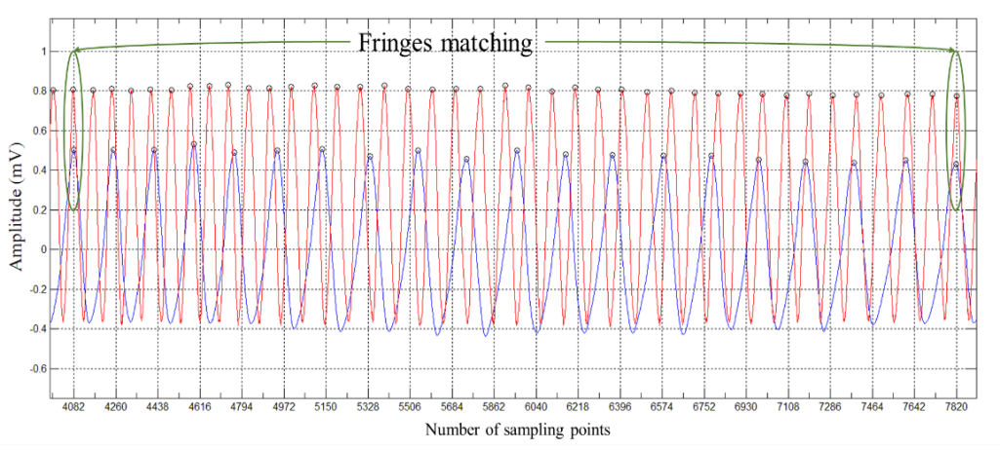 Fringes matching
1
0.8
0.6
0.4
0.2
0
-0.2
-0.4
-0.6
Amplitude (mV)
4082 4260 4438 4616 4794 4972 5150 5328 5506 5684 5862 6040 6218 6396 6574 6752 6930 7108 7286 7464 7642 7820
Number of sampling points